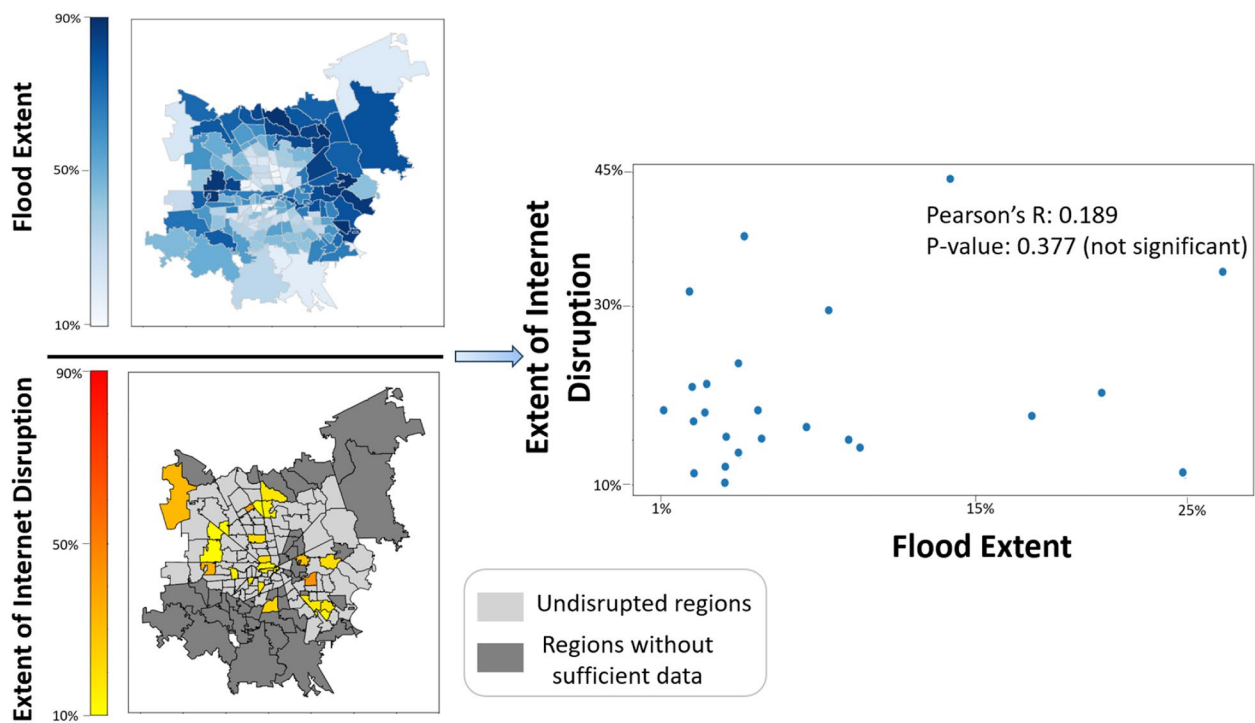 90%
Flood Extent
50%
10%
90%
Extent of Internet Disruption
50%
10%
Undisrupted regions
Regions without
sufficient data
Extent of Internet
Disruption
45%
30%
10%
Pearson's R: 0.189
P-value: 0.377 (not significant)
1%
15%
25%
Flood Extent